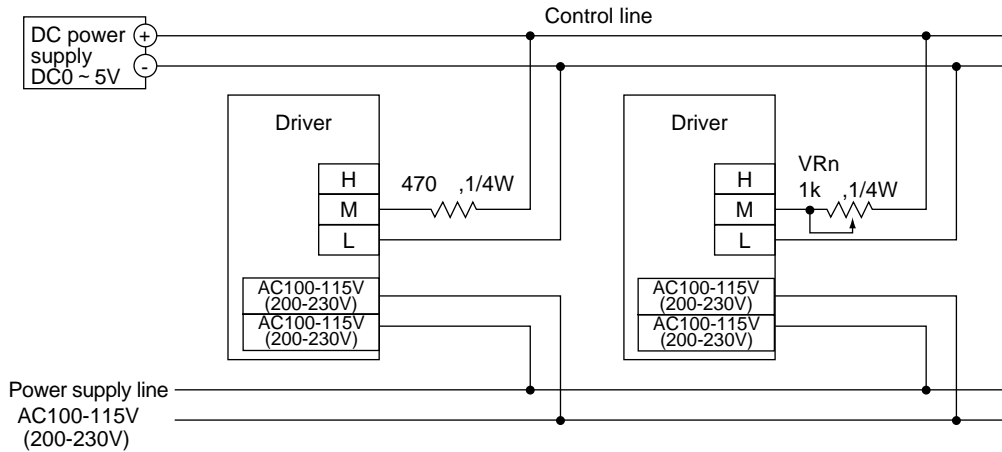 Control line
DC power
supply
DC0 ~ 5V
+
-
Driver
H
M
L
470   ,1/4W
AC100-115V
(200-230V)
AC100-115V
(200-230V)
Driver
H
M
L
VRn
1k   ,1/4W
AC100-115V
(200-230V)
AC100-115V
(200-230V)
Power supply line
AC100-115V
(200-230V)